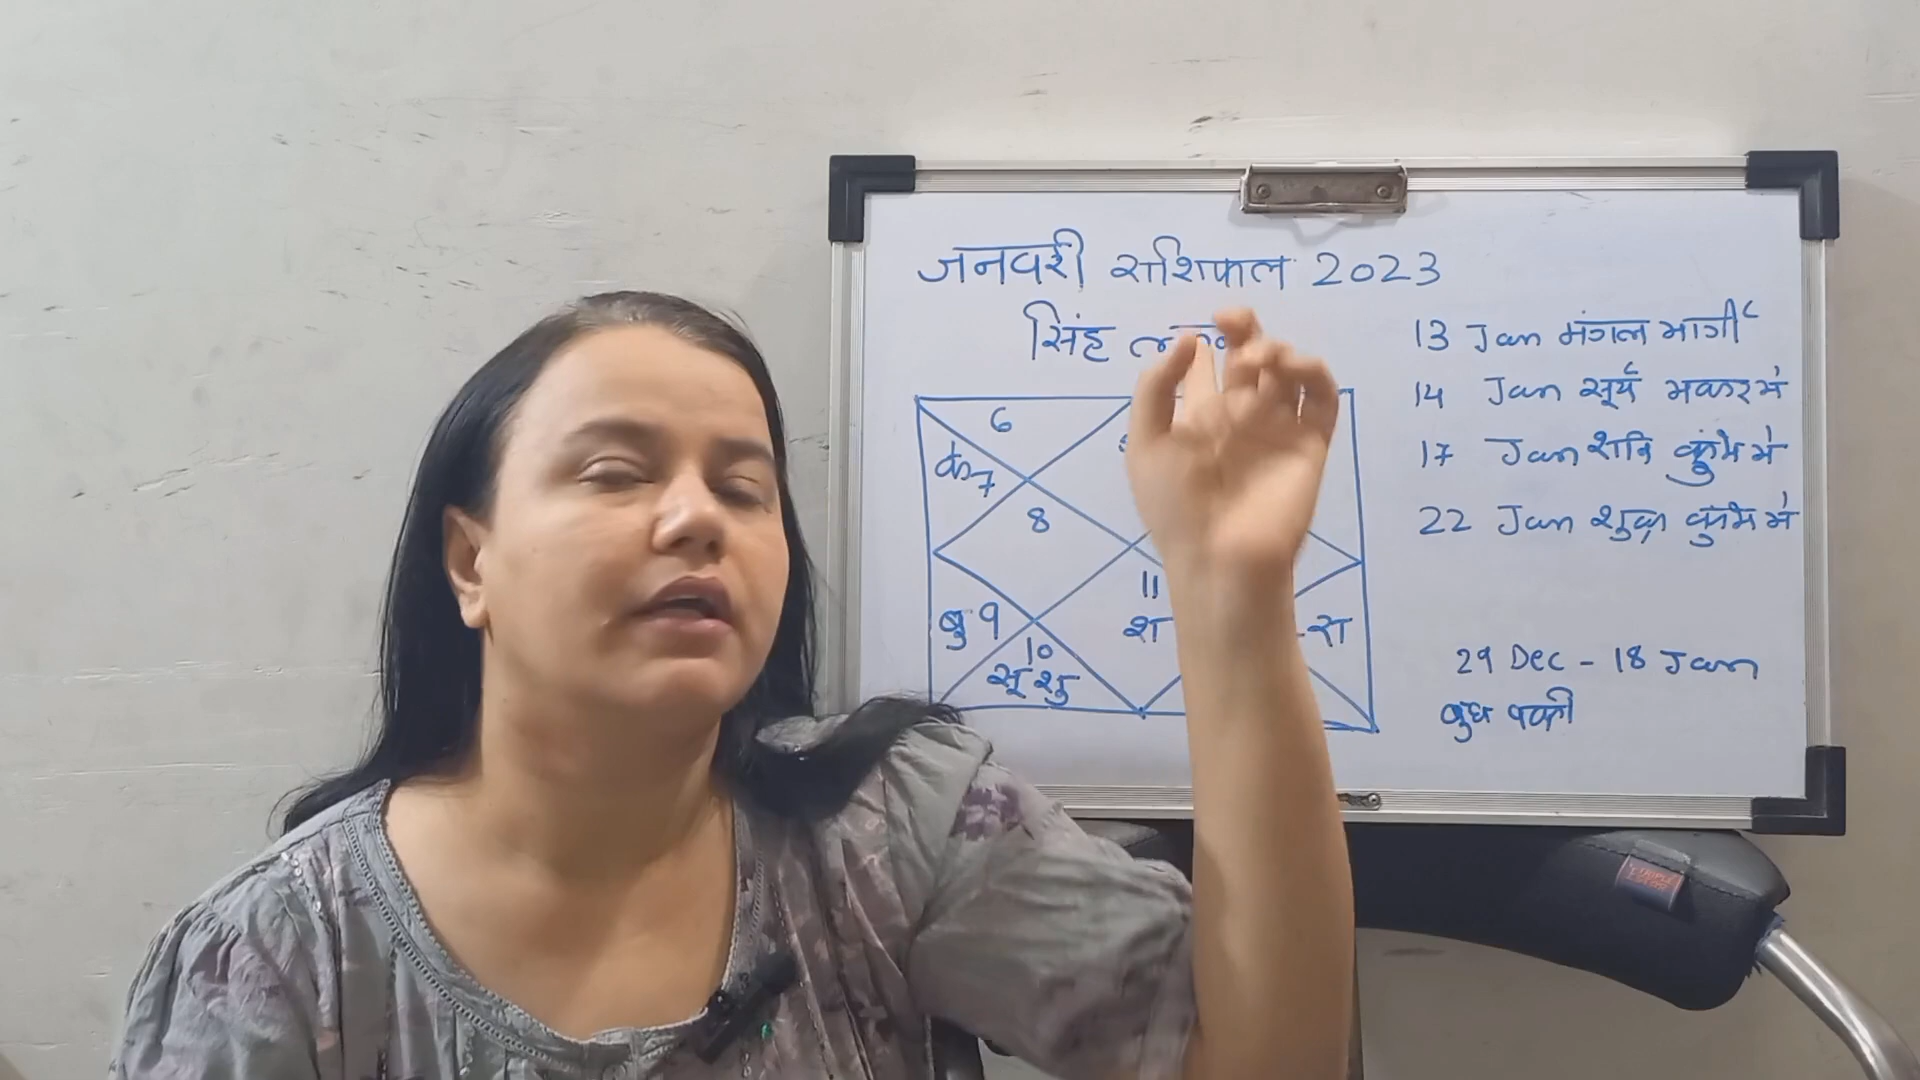 जनवरी राशिफल 2023
सिंह
13 Jan मंगल मार्गी
14 Jan सूर्य मकर में
17 Jan शनि कुंभ में
22 Jan शुक्र कुंभ में
6
के 7
8
11
श
बु 9
10
सू शु
रा
29 Dec - 18 Jan
बुध वक्री